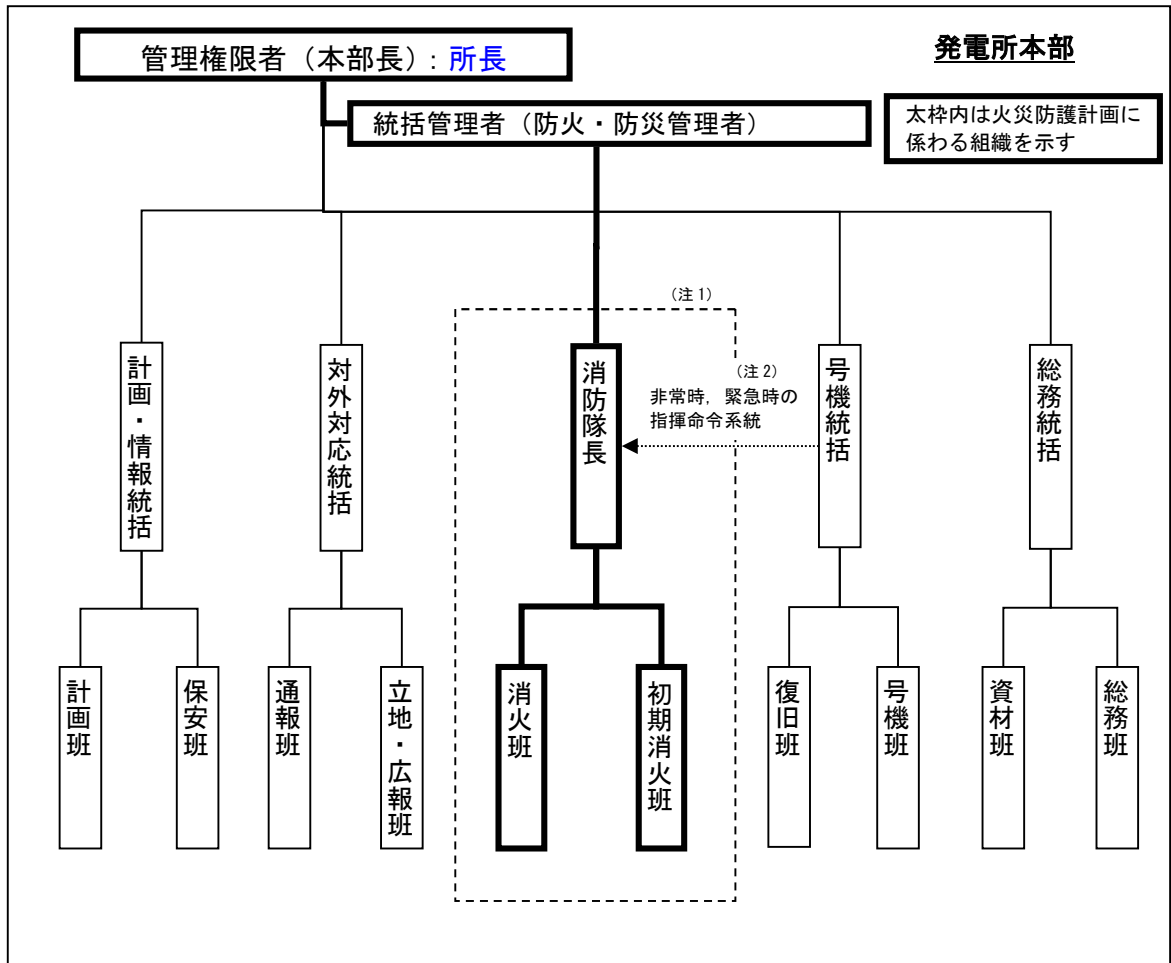 管理権限者（本部長）：所長
発電所本部
統括管理者（防火・防災管理者）
太枠内は火災防護計画に
係わる組織を示す
（注1）
計画・情報統括
対外対応統括
消防隊長
（注2）
非常時，緊急時の
指揮命令系統
号機統括
総務統括
計画班
保安班
通報班
立地・広報班
消火班
初期消火班
復旧班
号機班
資材班
総務班